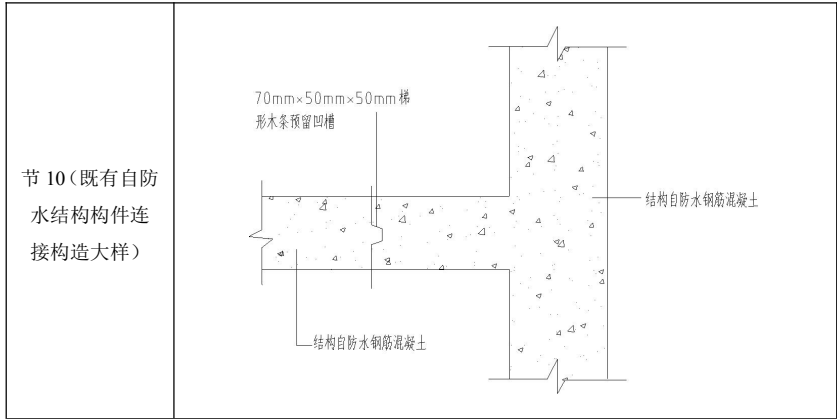 节 10（既有自防
水结构构件连
接构造大样）
70mm×50mm×50mm梯
形木条预留凹槽
结构自防水钢筋混凝土
结构自防水钢筋混凝土